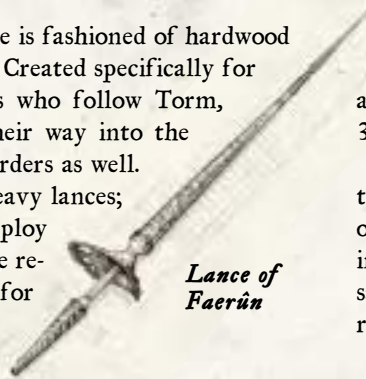 e is fashioned of hardwood
Created specifically for
s who follow Torm,
heir way into the
rders as well.
eavy lances;
ploy
e re-
for
Lance of
Faerûn
a
3
t
o
i
s
r